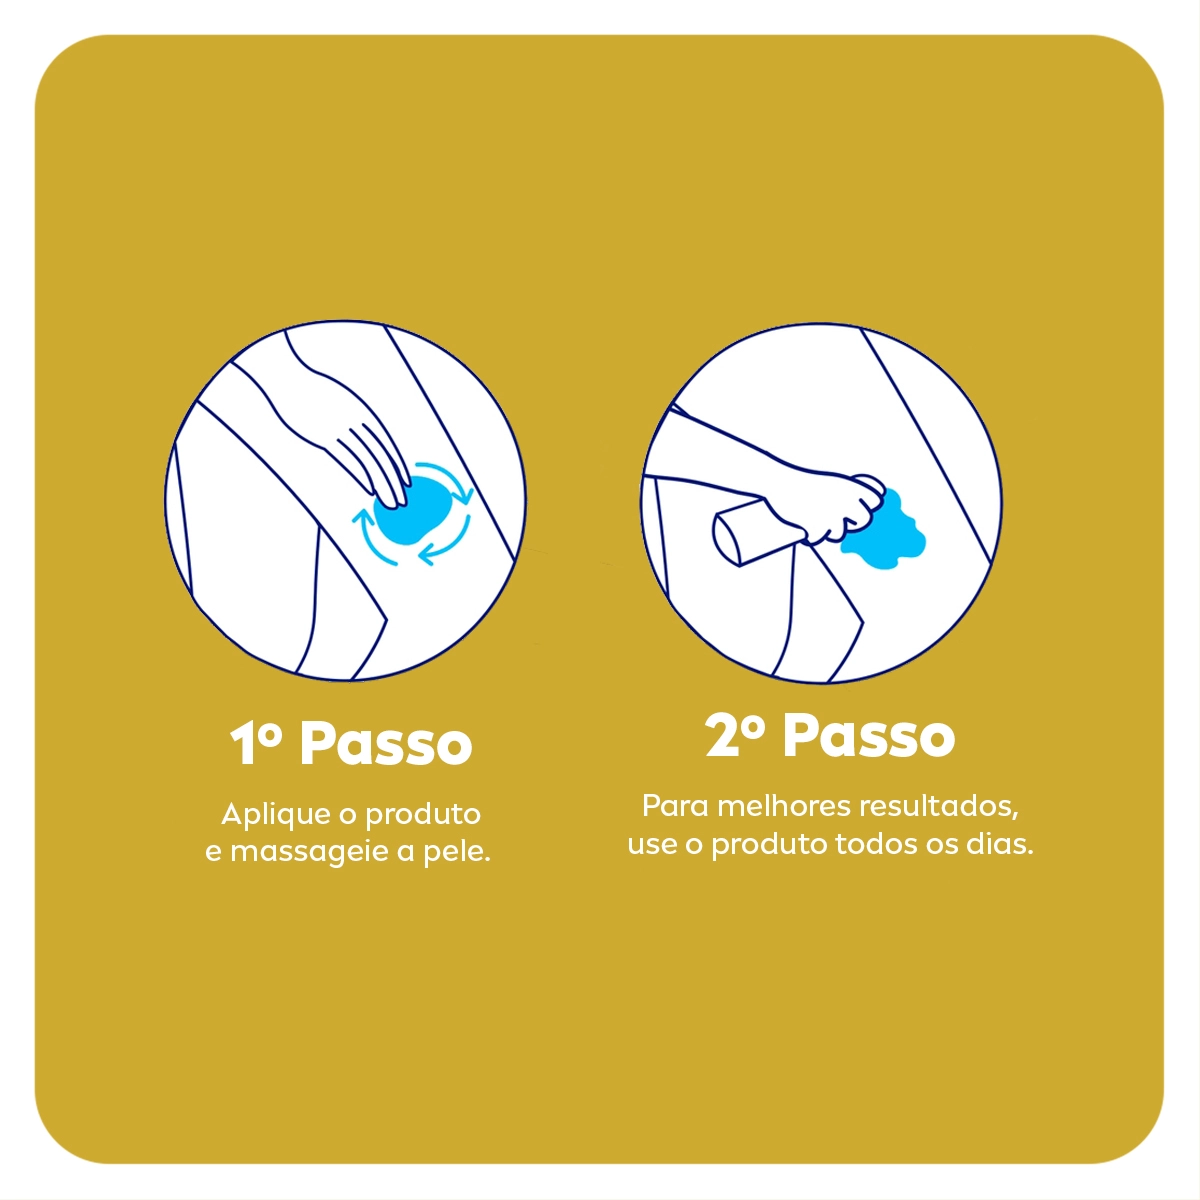 1º Passo
Aplique o produto
e massageie a pele.
2º Passo
Para melhores resultados,
use o produto todos os dias.